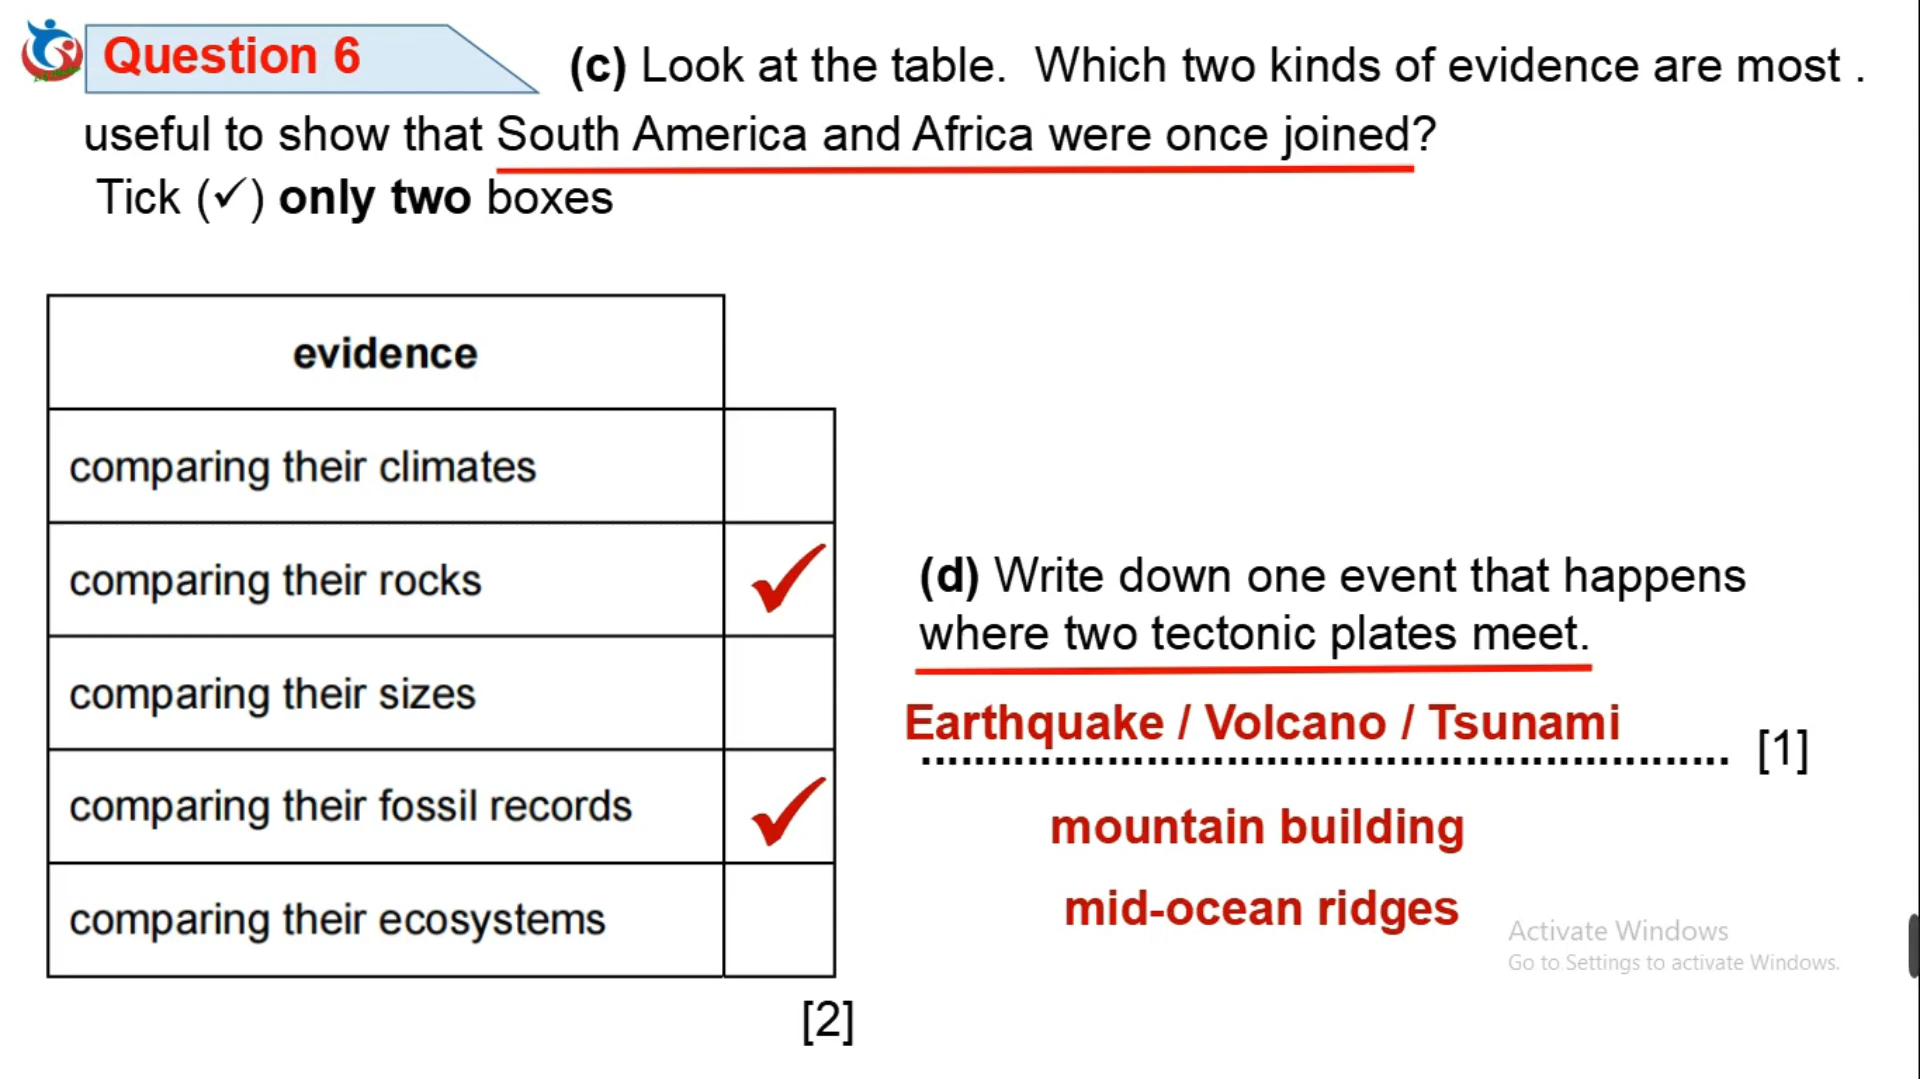 Question 6
(c) Look at the table. Which two kinds of evidence are most .
useful to show that South America and Africa were once joined?
Tick (✓) only two boxes
evidence
comparing their climates
comparing their rocks ✓
comparing their sizes
comparing their fossil records ✓
comparing their ecosystems
[2]
(d) Write down one event that happens
where two tectonic plates meet.
Earthquake / Volcano / Tsunami
.............................................................. [1]
mountain building
mid-ocean ridges
Activate Windows
Go to Settings to activate Windows.